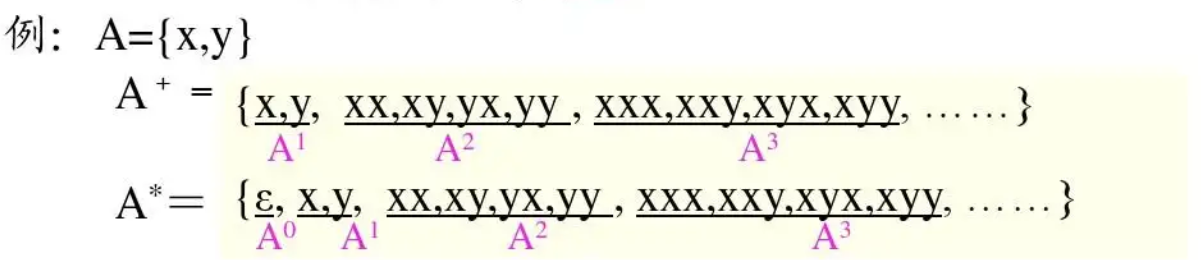 例：A={x,y}
A⁺ = {x,y, xx,xy,yx,yy , xxx,xxy,xyx,xyy, ……}
A¹ A² A³
A*= {ε, x,y, xx,xy,yx,yy , xxx,xxy,xyx,xyy, ……}
A⁰ A¹ A² A³